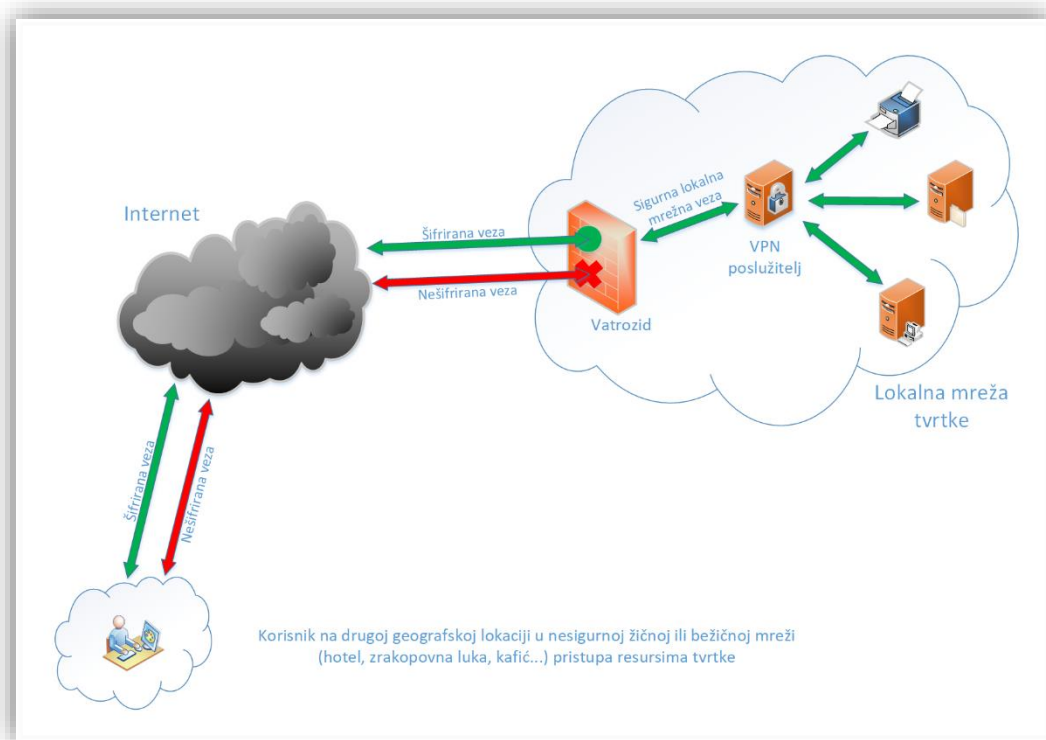 Internet
Šifrirana veza
Nešifrirana veza
Sigurna lokalna
mrežna veza
VPN
poslužitelj
Vatrozid
Lokalna mreža
tvrtke
Šifrirana veza
Nešifrirana veza
Korisnik na drugoj geografskoj lokaciji u nesigurnoj žičnoj ili bežičnoj mreži
(hotel, zrakopovna luka, kafić...) pristupa resursima tvrtke